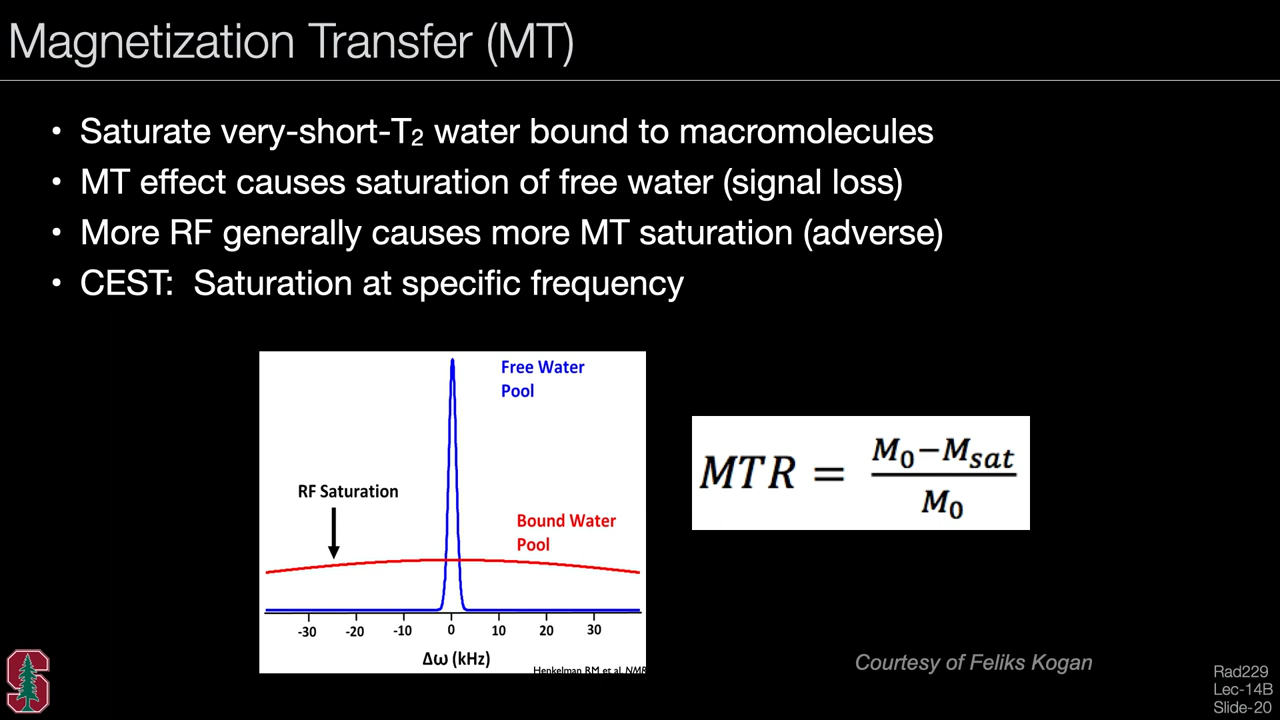 Magnetization Transfer (MT)
• Saturate very-short-T₂ water bound to macromolecules
• MT effect causes saturation of free water (signal loss)
• More RF generally causes more MT saturation (adverse)
• CEST: Saturation at specific frequency
Free Water
Pool
RF Saturation
Bound Water
Pool
-30 -20 -10 0 10 20 30
Δω (kHz)
Henkelman RM et al. NMR
MTR = (M₀−M_sat)/M₀
Courtesy of Feliks Kogan
S
Rad229
Lec-14B
Slide-20